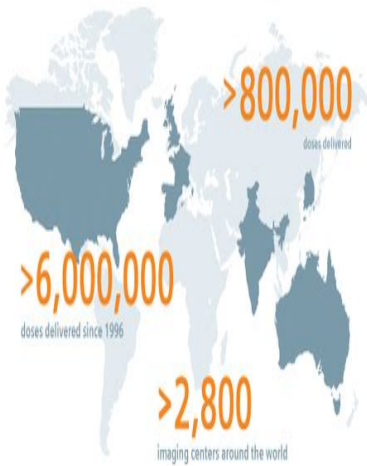 >800,000
doses delivered
>6,000,000
doses delivered since 1996
>2,800
imaging centers around the world